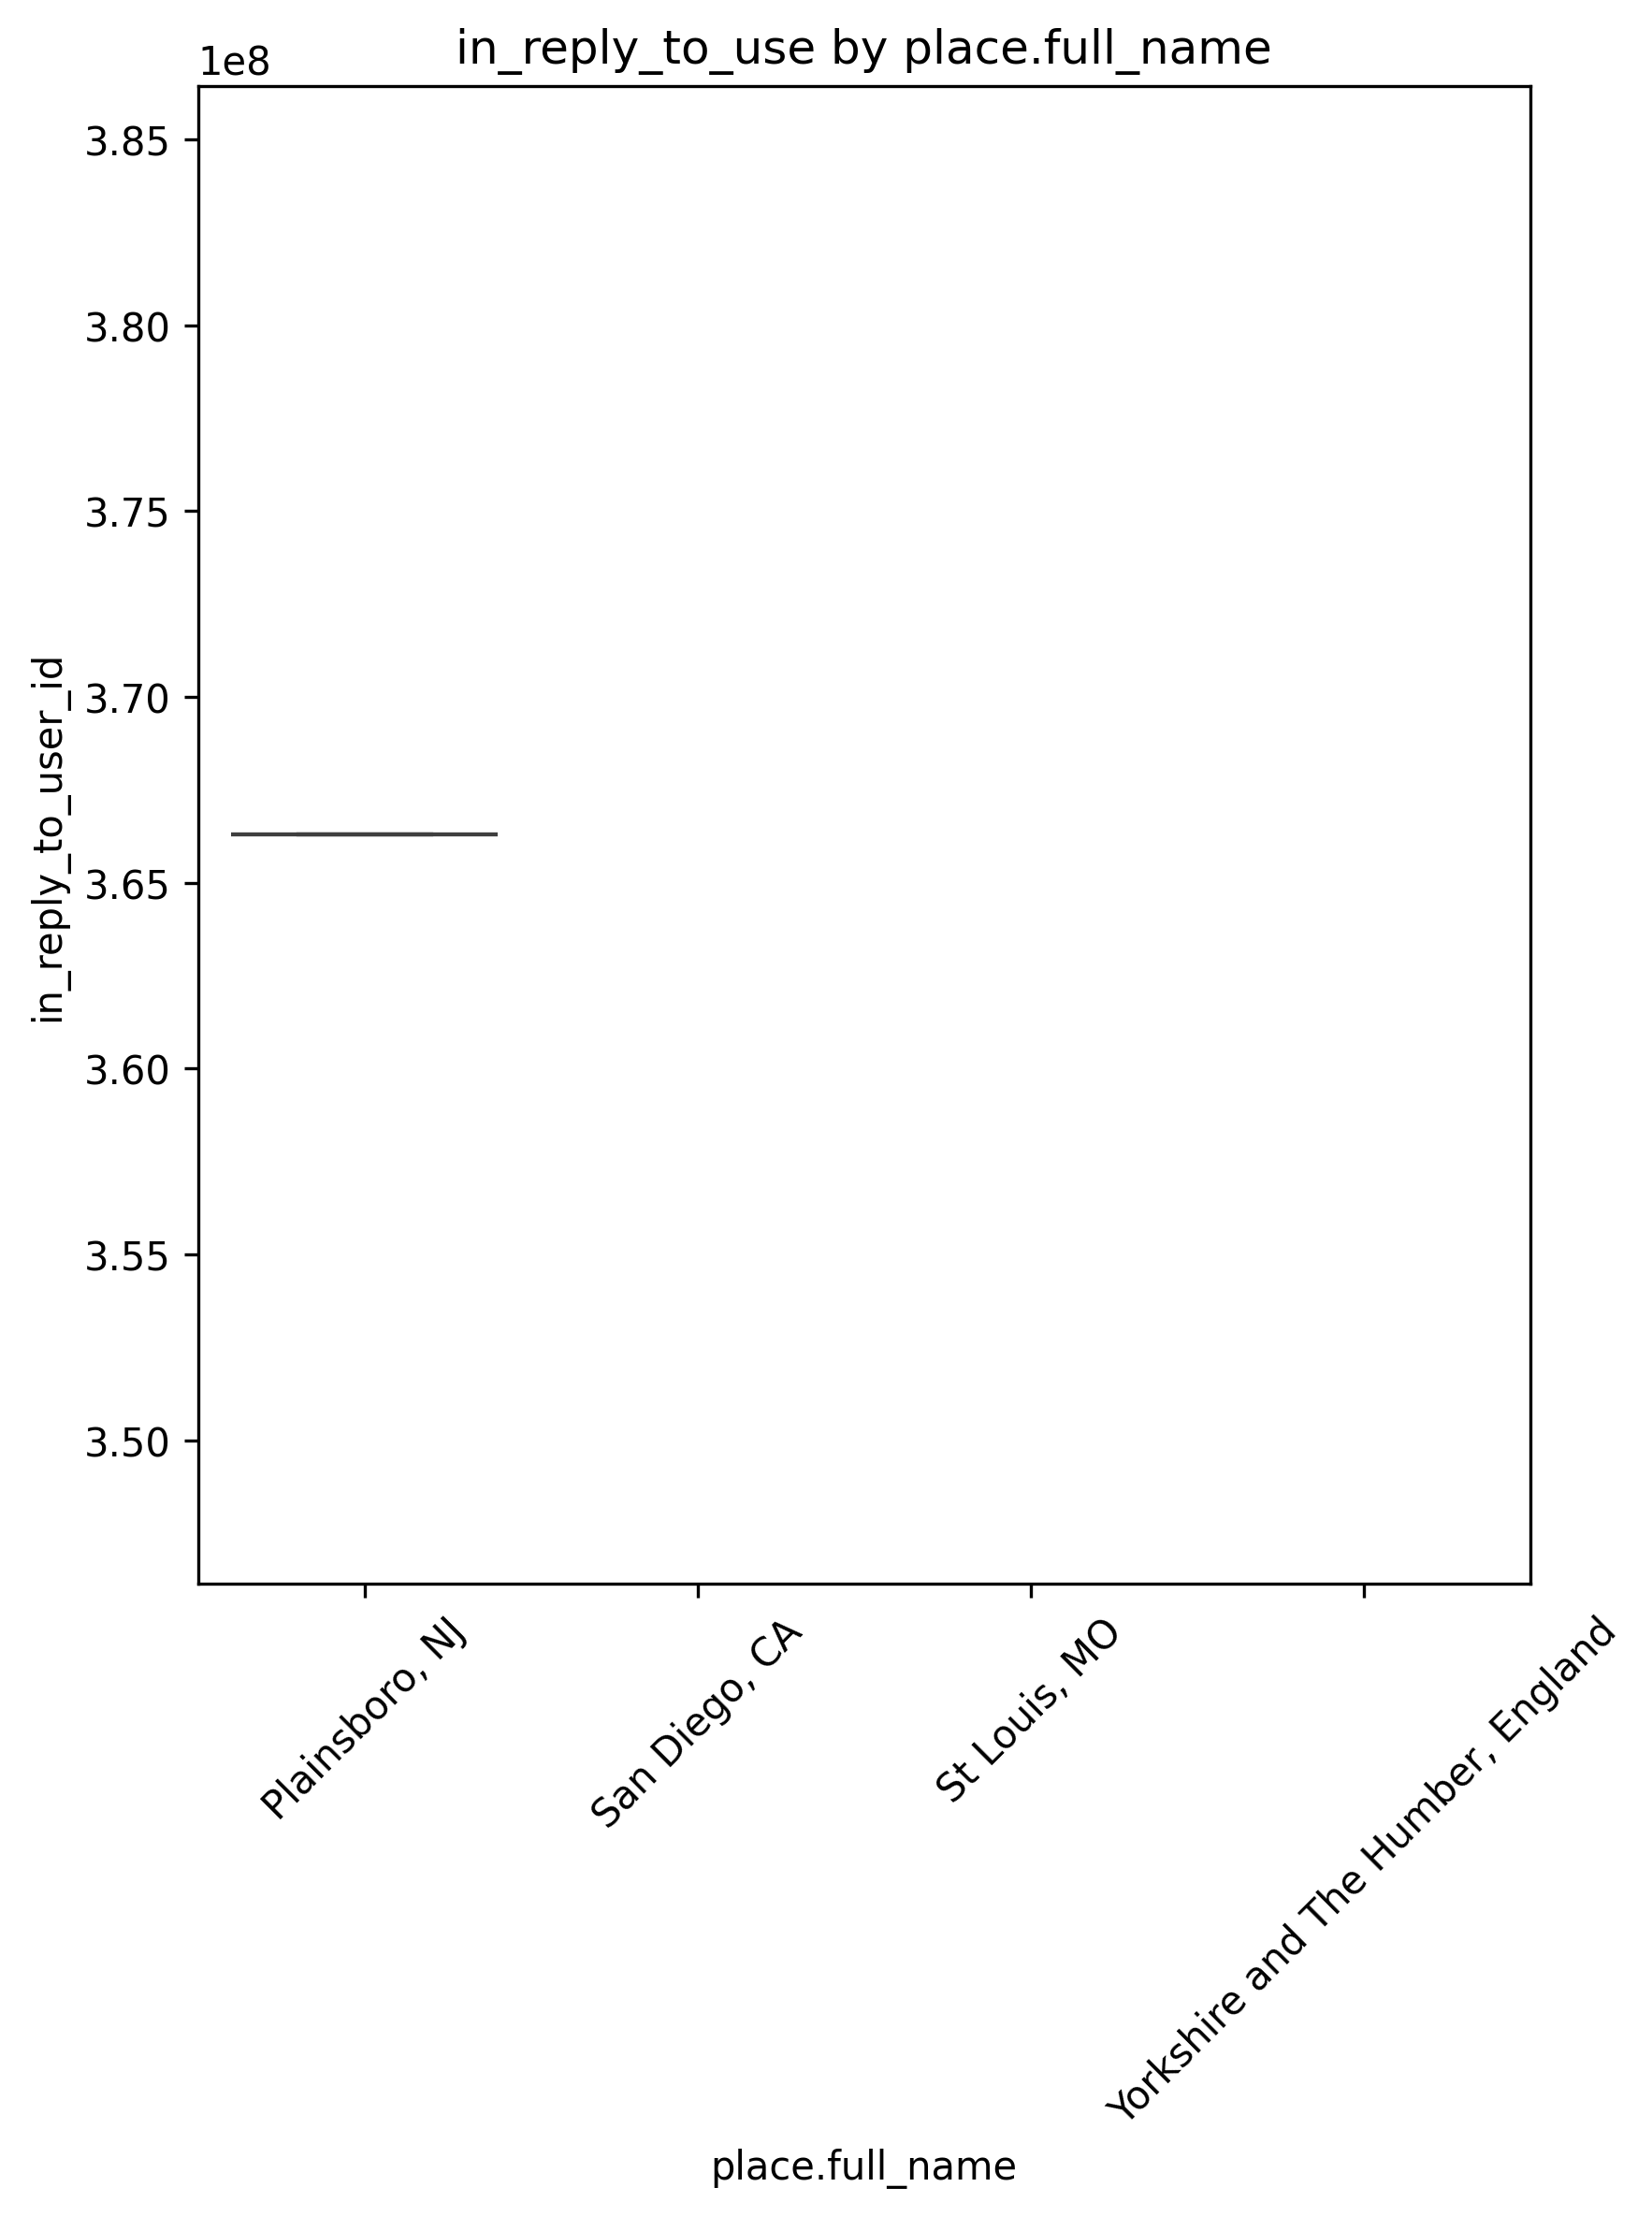 in_reply_to_use by place.full_name
1e8
3.85
3.80
3.75
3.70
3.65
3.60
3.55
3.50
in_reply_to_user_id
Plainsboro, NJ
San Diego, CA
St Louis, MO
Yorkshire and The Humber, England
place.full_name